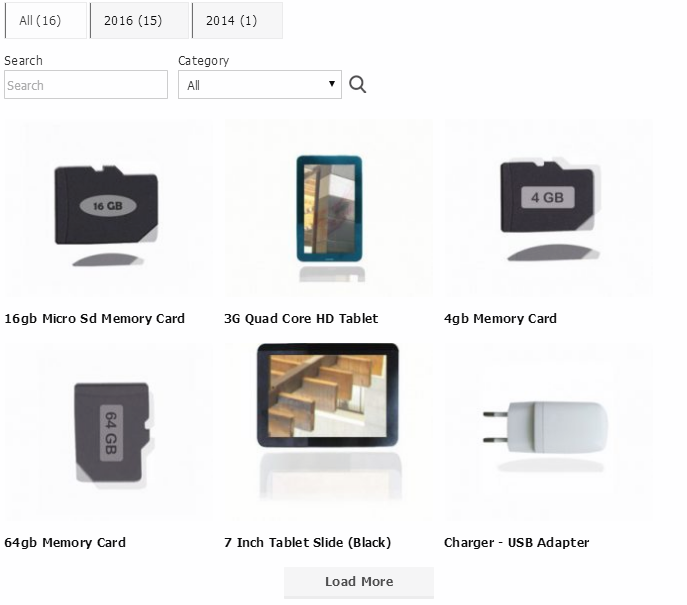 All (16) 2016 (15) 2014 (1)
Search Category
Search All
16 GB
4 GB
16gb Micro Sd Memory Card 3G Quad Core HD Tablet 4gb Memory Card
64 GB
64gb Memory Card 7 Inch Tablet Slide (Black) Charger - USB Adapter
Load More